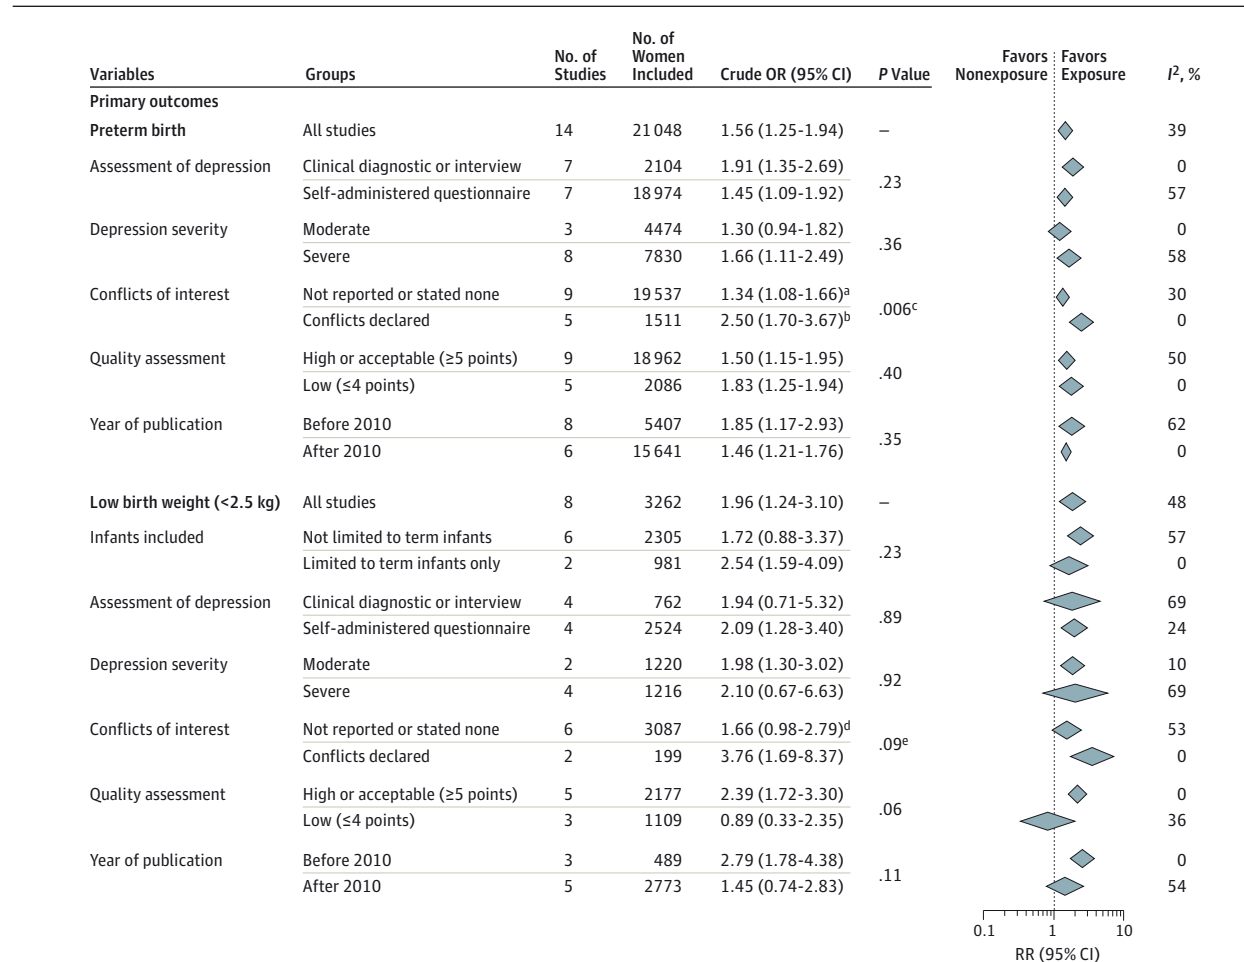 Variables Groups No. of Studies No. of Women Included Crude OR (95% CI) P Value Favors Nonexposure Favors Exposure I², %
Primary outcomes
Preterm birth All studies 14 21 048 1.56 (1.25-1.94) – 39
Assessment of depression Clinical diagnostic or interview 7 2104 1.91 (1.35-2.69) 0
.23
Self-administered questionnaire 7 18 974 1.45 (1.09-1.92) 57
Depression severity Moderate 3 4474 1.30 (0.94-1.82) 0
.36
Severe 8 7830 1.66 (1.11-2.49) 58
Conflicts of interest Not reported or stated none 9 19 537 1.34 (1.08-1.66)ᵃ 30
.006ᶜ
Conflicts declared 5 1511 2.50 (1.70-3.67)ᵇ 0
Quality assessment High or acceptable (≥5 points) 9 18 962 1.50 (1.15-1.95) 50
.40
Low (≤4 points) 5 2086 1.83 (1.25-1.94) 0
Year of publication Before 2010 8 5407 1.85 (1.17-2.93) 62
.35
After 2010 6 15 641 1.46 (1.21-1.76) 0
Low birth weight (<2.5 kg) All studies 8 3262 1.96 (1.24-3.10) – 48
Infants included Not limited to term infants 6 2305 1.72 (0.88-3.37) 57
.23
Limited to term infants only 2 981 2.54 (1.59-4.09) 0
Assessment of depression Clinical diagnostic or interview 4 762 1.94 (0.71-5.32) 69
.89
Self-administered questionnaire 4 2524 2.09 (1.28-3.40) 24
Depression severity Moderate 2 1220 1.98 (1.30-3.02) 10
.92
Severe 4 1216 2.10 (0.67-6.63) 69
Conflicts of interest Not reported or stated none 6 3087 1.66 (0.98-2.79)ᵈ 53
.09ᵉ
Conflicts declared 2 199 3.76 (1.69-8.37) 0
Quality assessment High or acceptable (≥5 points) 5 2177 2.39 (1.72-3.30) 0
.06
Low (≤4 points) 3 1109 0.89 (0.33-2.35) 36
Year of publication Before 2010 3 489 2.79 (1.78-4.38) 0
.11
After 2010 5 2773 1.45 (0.74-2.83) 54
0.1 1 10
RR (95% CI)